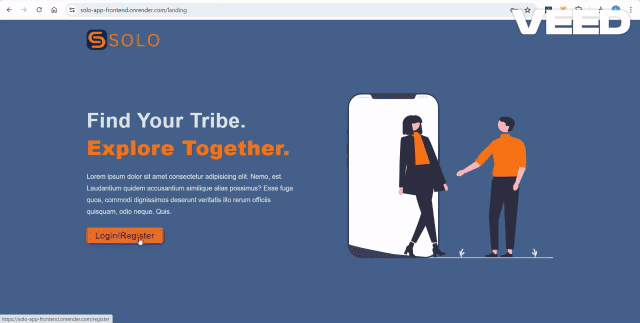 solo-app-frontend.onrender.com/landing
VEED
SOLO
Find Your Tribe.
Explore Together.
Lorem ipsum dolor sit amet consectetur adipisicing elit. Nemo, est.
Laudantium quidem accusantium similique alias possimus? Esse fuga
quos, commodi dignissimos deserunt veritatis illo rerum officiis
quisquam, odio neque. Quis.
Login/Register
https://solo-app-frontend.onrender.com/register